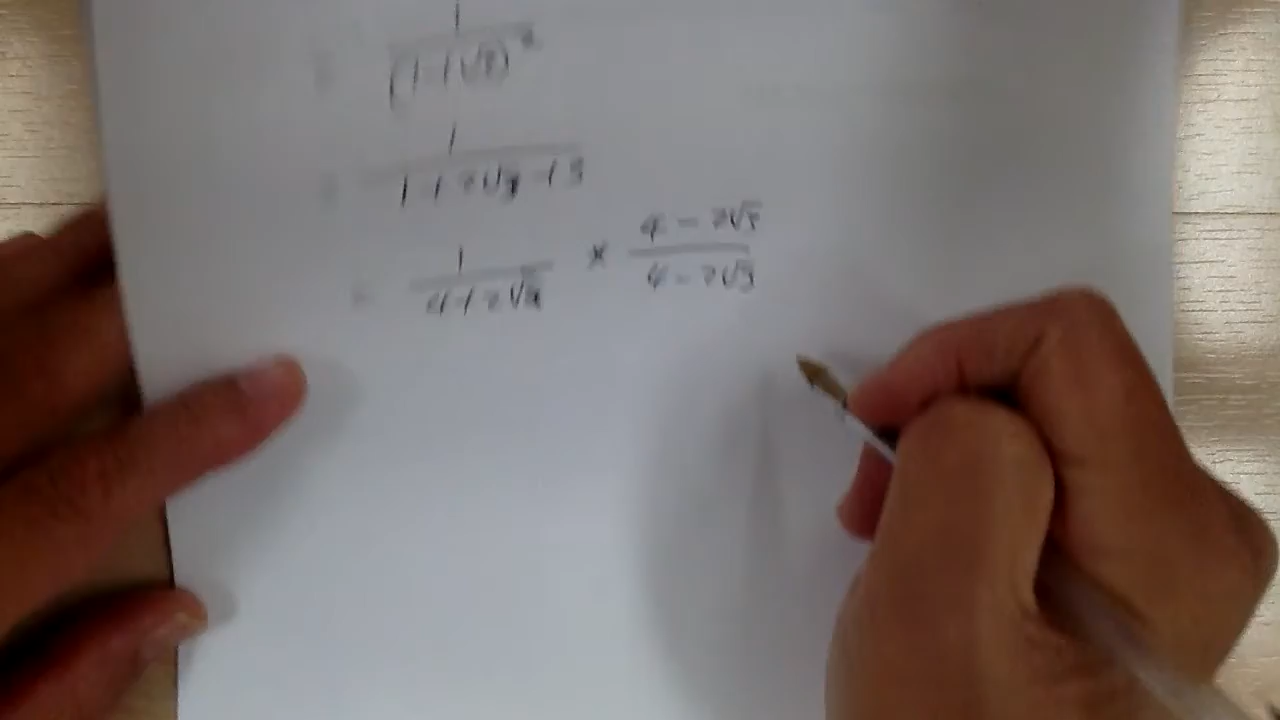 1
= (1+√3)²
1
= 1+2√3+3
= 1 / 4+2√3 × 4-2√3 / 4-2√3